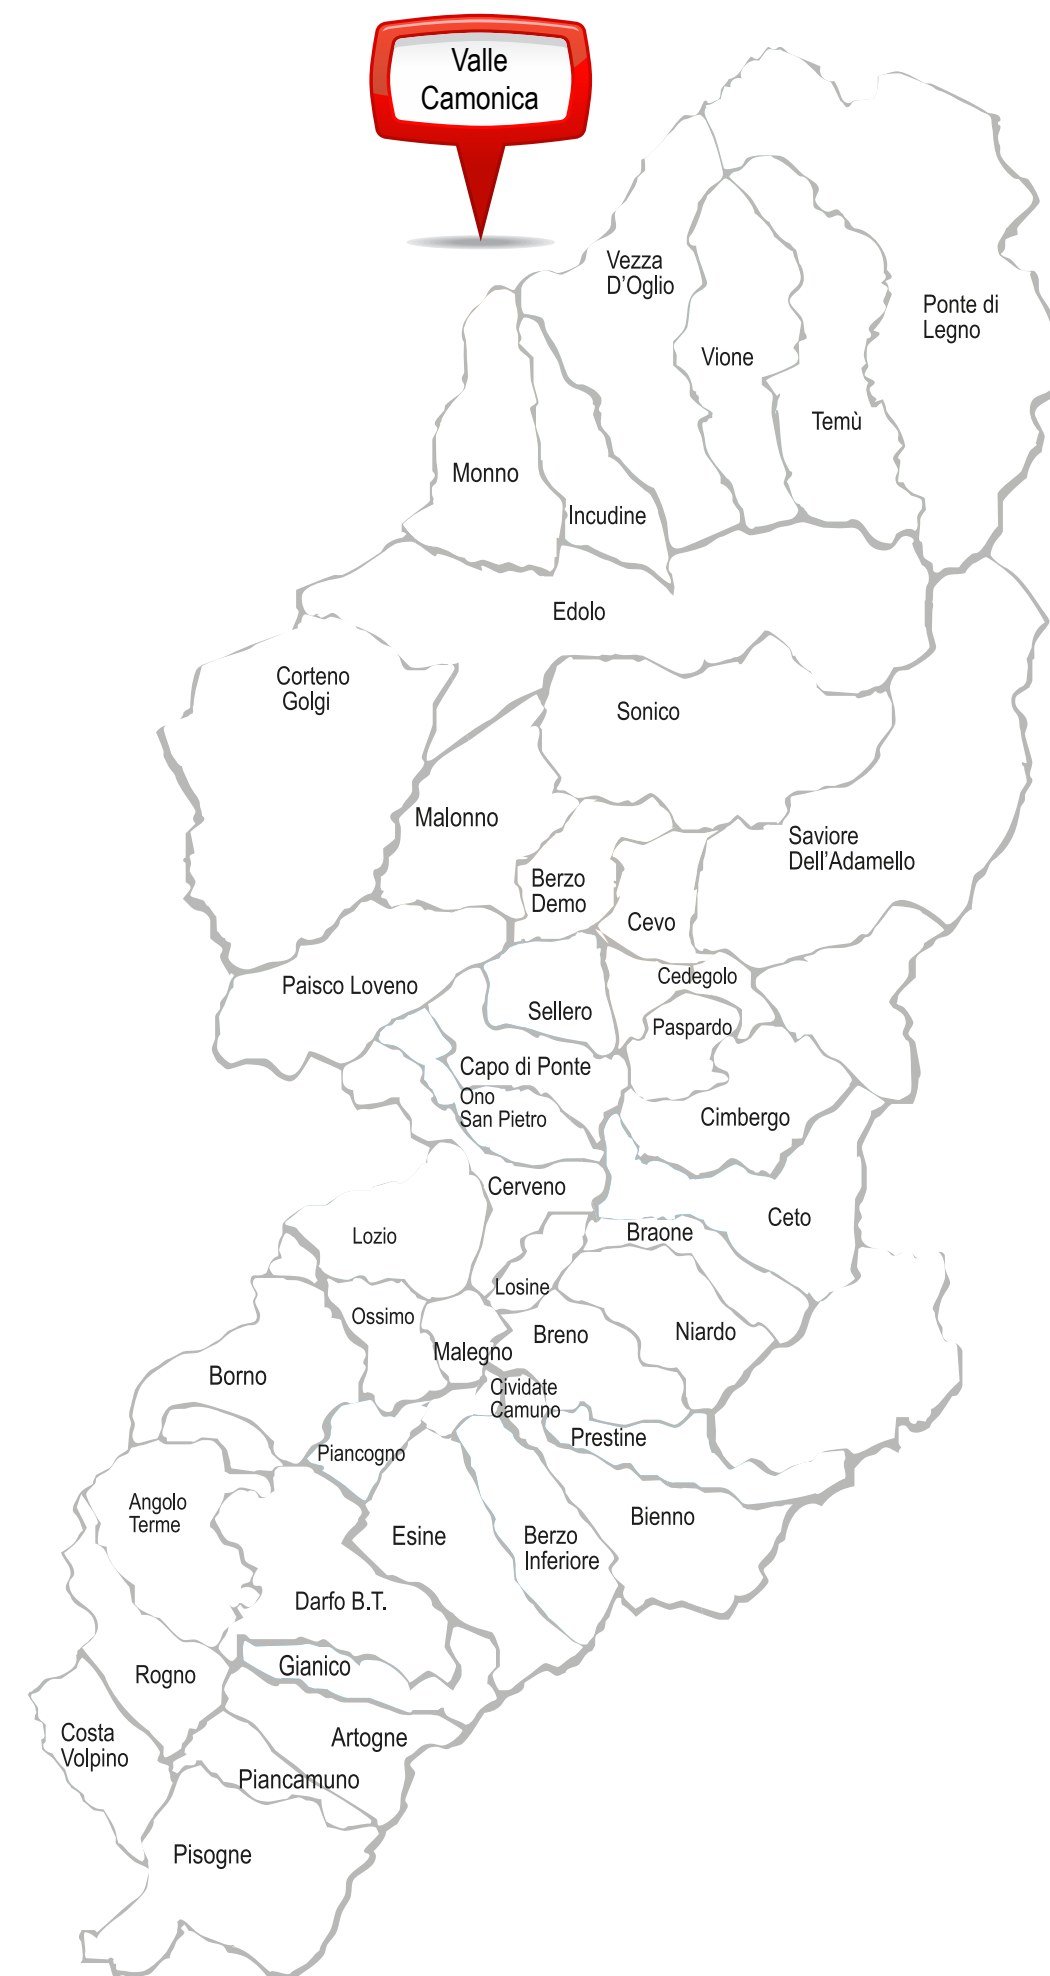 Valle
Camonica
Vezza
D'Oglio
Ponte di
Legno
Vione
Temù
Monno
Incudine
Edolo
Corteno
Golgi
Sonico
Malonno
Saviore
Dell'Adamello
Berzo
Demo
Cevo
Cedegolo
Paisco Loveno
Sellero
Paspardo
Capo di Ponte
Ono
San Pietro
Cimbergo
Cerveno
Ceto
Braone
Lozio
Losine
Ossimo
Breno
Niardo
Malegno
Borno
Cividate
Camuno
Prestine
Piancogno
Angolo
Terme
Bienno
Esine
Berzo
Inferiore
Darfo B.T.
Gianico
Rogno
Costa
Volpino
Artogne
Piancamuno
Pisogne